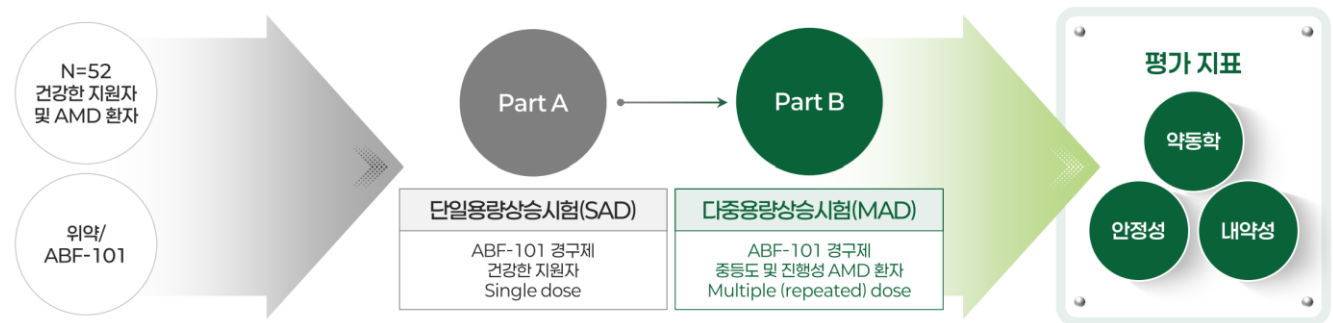 N=52
건강한 지원자
및 AMD 환자
위약/
ABF-101
Part A
Part B
단일용량상승시험(SAD)
ABF-101 경구제
건강한 지원자
Single dose
다중용량상승시험(MAD)
ABF-101 경구제
중등도 및 진행성 AMD 환자
Multiple (repeated) dose
평가 지표
약동학
안정성
내약성